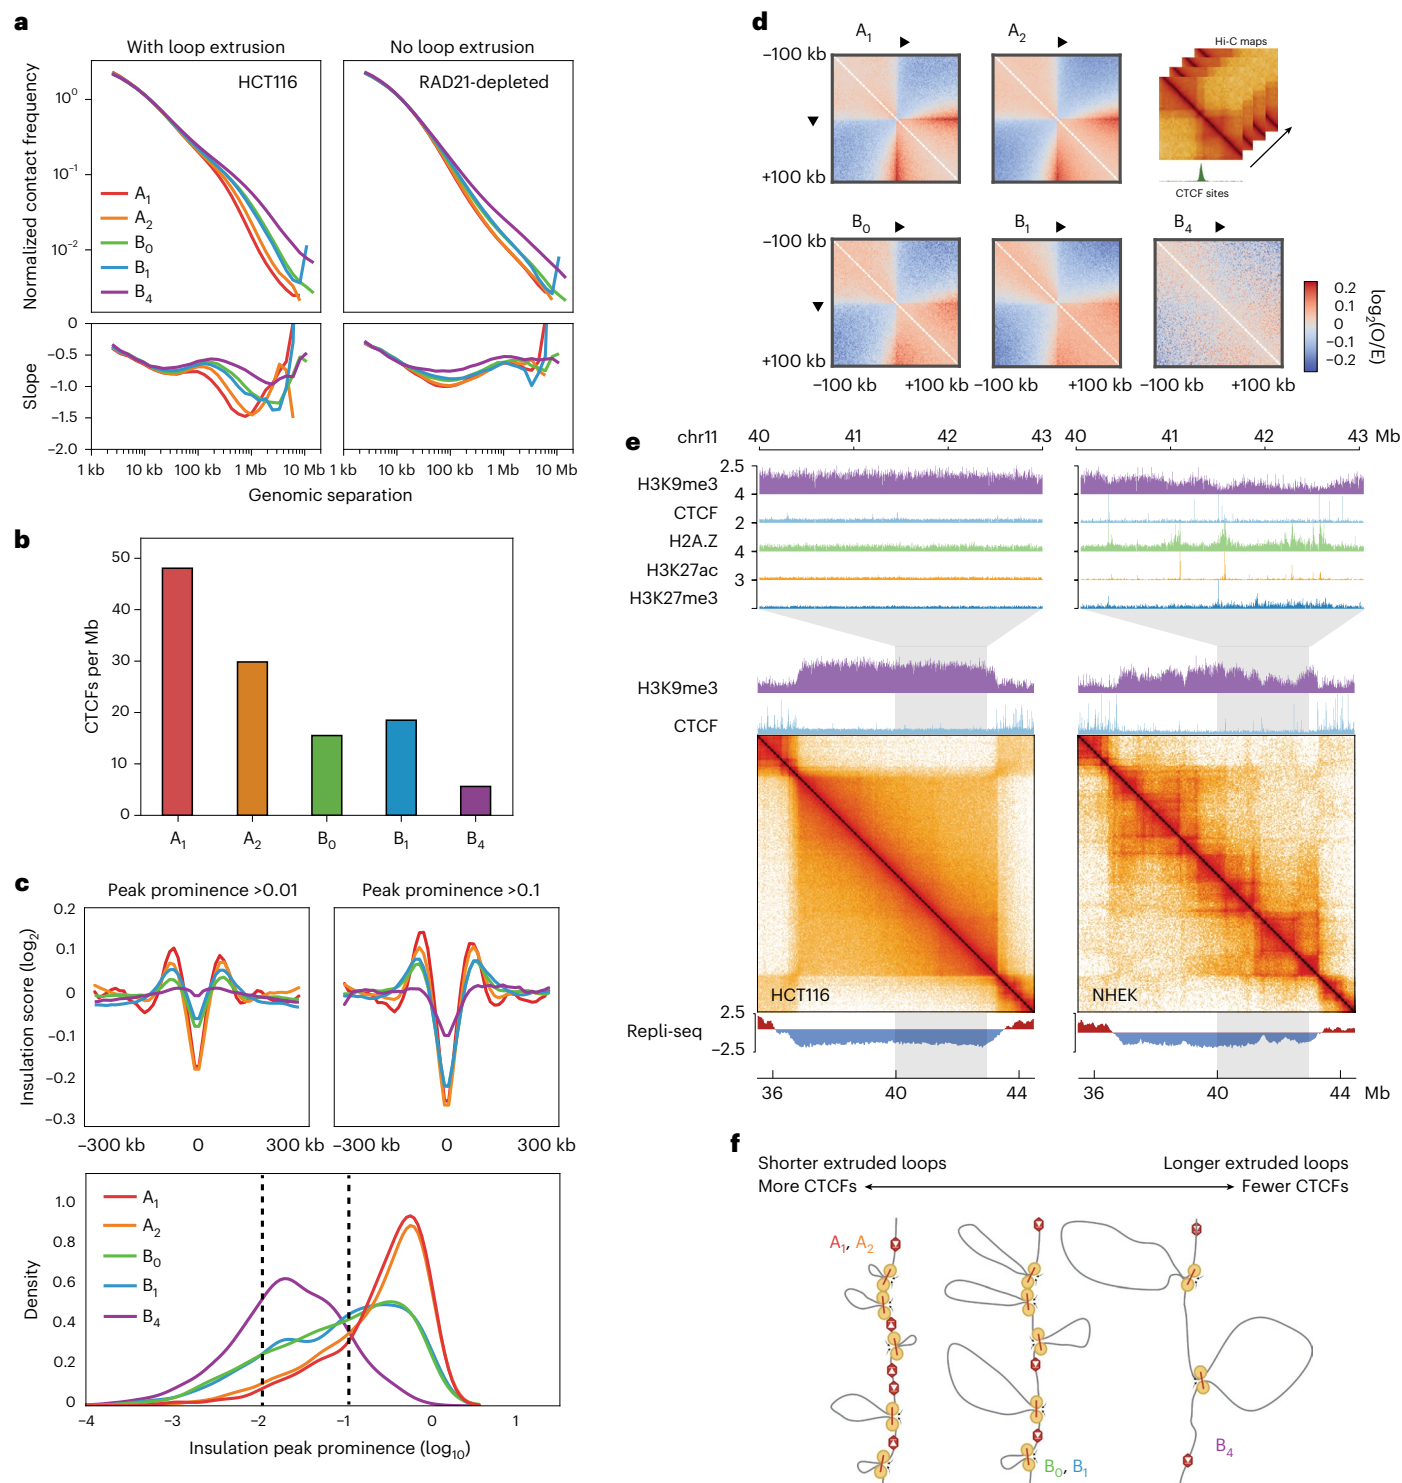 a
With loop extrusion
No loop extrusion
HCT116
RAD21-depleted
Normalized contact frequency
10⁰
10⁻¹
10⁻²
A₁
A₂
B₀
B₁
B₄
Slope
0
−0.5
−1.0
−1.5
−2.0
1 kb 10 kb 100 kb 1 Mb 10 Mb
1 kb 10 kb 100 kb 1 Mb 10 Mb
Genomic separation
b
CTCFs per Mb
50
40
30
20
10
0
A₁ A₂ B₀ B₁ B₄
c
Peak prominence >0.01
Peak prominence >0.1
Insulation score (log₂)
0.2
0.1
0
−0.1
−0.2
−0.3
−300 kb 0 300 kb
−300 kb 0 300 kb
Density
1.0
0.8
0.6
0.4
0.2
0
A₁
A₂
B₀
B₁
B₄
−4 −3 −2 −1 0 1
Insulation peak prominence (log₁₀)
d
A₁
A₂
−100 kb
+100 kb
Hi-C maps
CTCF sites
B₀
B₁
B₄
−100 kb
+100 kb
−100 kb +100 kb
−100 kb +100 kb
−100 kb +100 kb
0.2
0.1
0
−0.1
−0.2
log₂(O/E)
e
chr11
40 41 42 43
40 41 42 43 Mb
H3K9me3
2.5
CTCF
4
H2A.Z
2
H3K27ac
4
H3K27me3
3
H3K9me3
CTCF
HCT116
NHEK
Repli-seq
2.5
−2.5
36 40 44
36 40 44 Mb
f
Shorter extruded loops
Longer extruded loops
More CTCFs
Fewer CTCFs
A₁, A₂
B₀, B₁
B₄